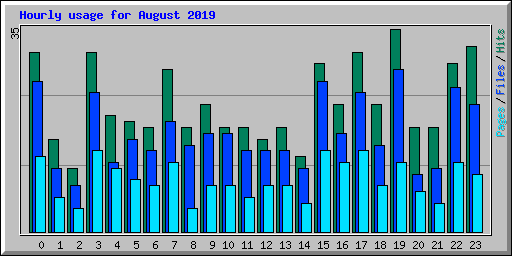 Hourly usage for August 2019
35
Pages / Files / Hits
0 1 2 3 4 5 6 7 8 9 10 11 12 13 14 15 16 17 18 19 20 21 22 23